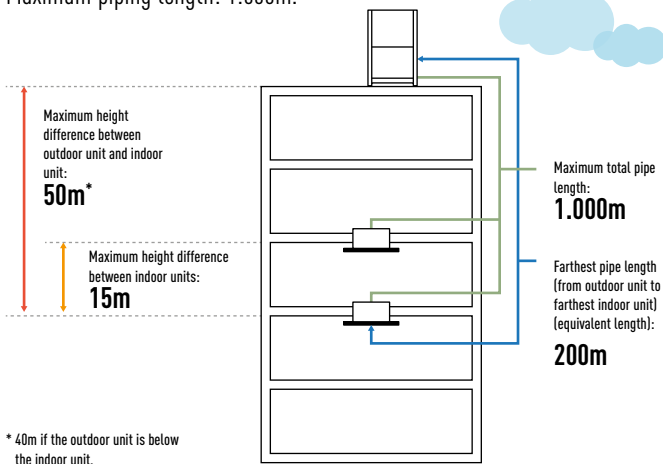 Maximum piping length: 1.000m.
Maximum height
difference between
outdoor unit and indoor
unit:
50m*
Maximum height difference
between indoor units:
15m
Maximum total pipe
length:
1.000m
Farthest pipe length
(from outdoor unit to
farthest indoor unit)
(equivalent length):
200m
* 40m if the outdoor unit is below
the indoor unit.